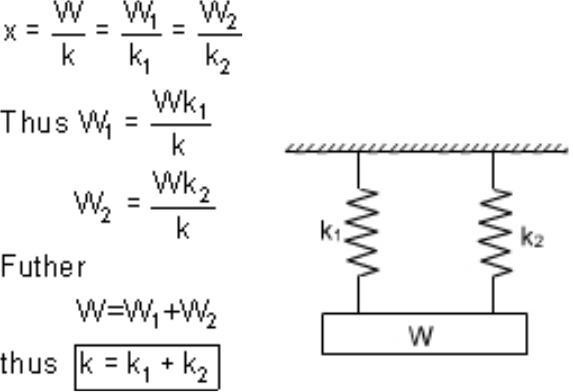 x = W/k = W₁/k₁ = W₂/k₂
Thus W₁ = Wk₁/k
W₂ = Wk₂/k
Futher
W=W₁+W₂
thus k = k₁ + k₂
k₁
k₂
W